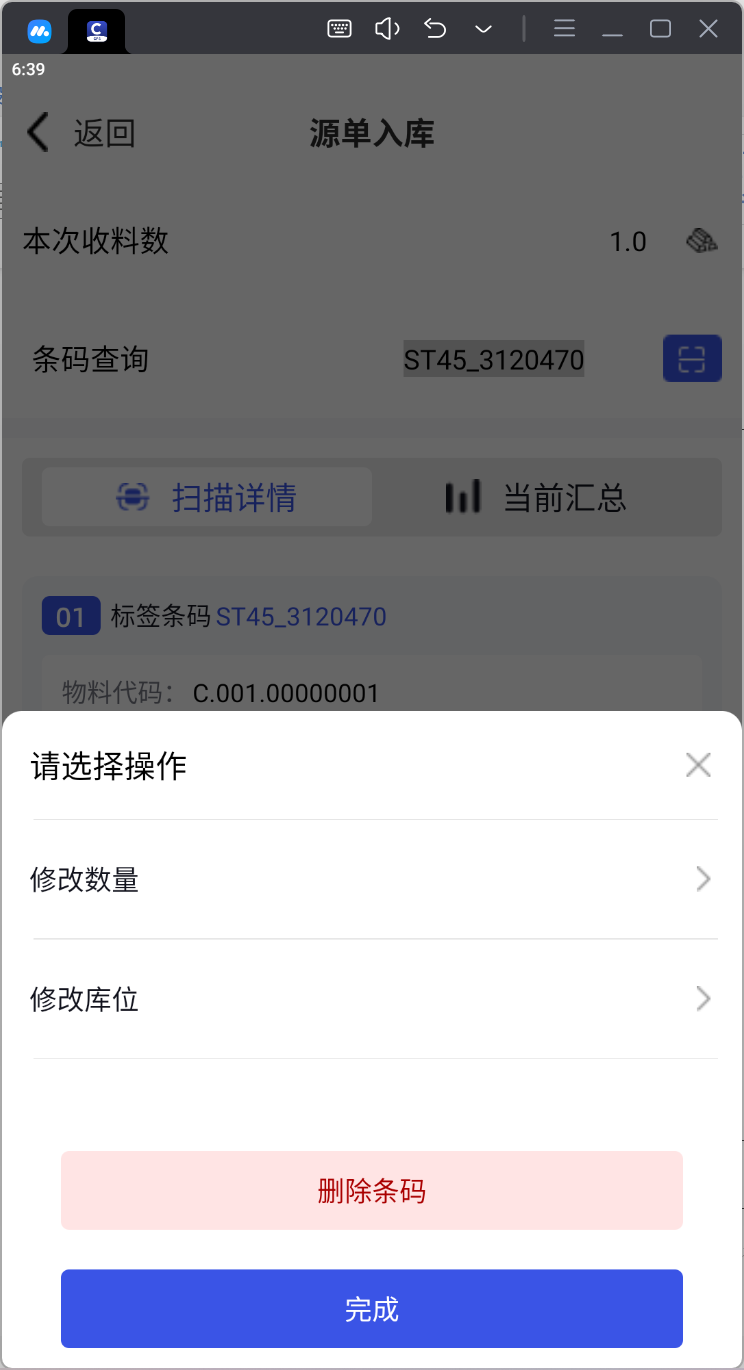 6:39
返回
源单入库
本次收料数
1.0
条码查询
ST45_3120470
扫描详情
当前汇总
01 标签条码 ST45_3120470
物料代码： C.001.00000001
请选择操作
修改数量
修改库位
删除条码
完成